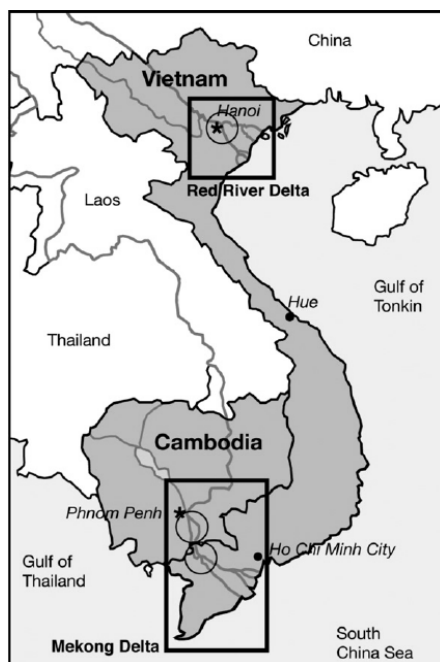 China
Vietnam
Hanoi
Red River Delta
Laos
Gulf of
Tonkin
Hue
Thailand
Cambodia
Phnom Penh
Ho Chi Minh City
Gulf of
Thailand
Mekong Delta
South
China Sea